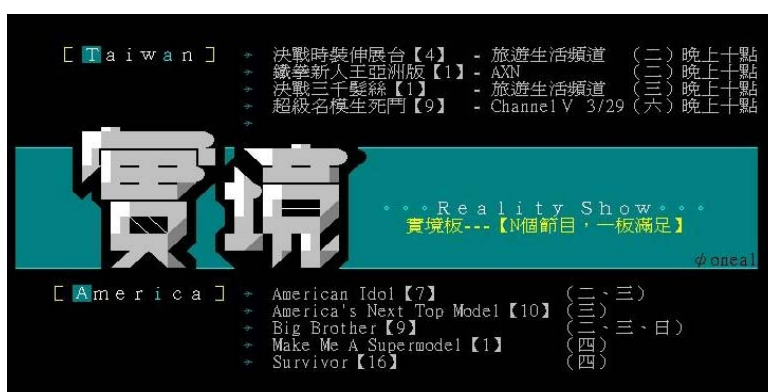 [Taiwan] 決戰時裝伸展台【4】 - 旅遊生活頻道 (二)晚上十點
鐵拳新人王亞洲版【1】- AXN (二)晚上十點
決戰三千髮絲【1】 - 旅遊生活頻道 (三)晚上十點
超級名模生死鬥【9】 - Channel V 3/29(六)晚上十點
實境
。。。Reality Show。。。
實境板---【N個節目,一板滿足】
φoneal
[America] American Idol【7】 (二、三)
America's Next Top Model【10】 (三)
Big Brother【9】 (二、三、日)
Make Me A Supermodel【1】 (四)
Survivor【16】 (四)